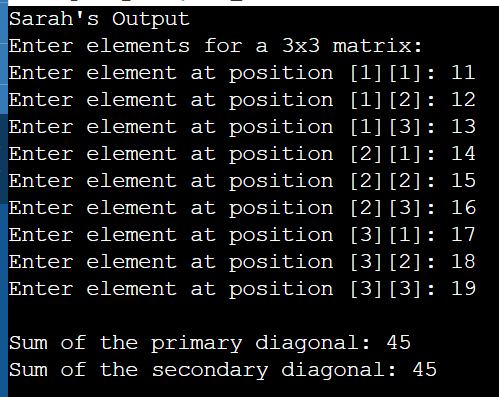 Sarah's Output
Enter elements for a 3x3 matrix:
Enter element at position [1][1]: 11
Enter element at position [1][2]: 12
Enter element at position [1][3]: 13
Enter element at position [2][1]: 14
Enter element at position [2][2]: 15
Enter element at position [2][3]: 16
Enter element at position [3][1]: 17
Enter element at position [3][2]: 18
Enter element at position [3][3]: 19
Sum of the primary diagonal: 45
Sum of the secondary diagonal: 45